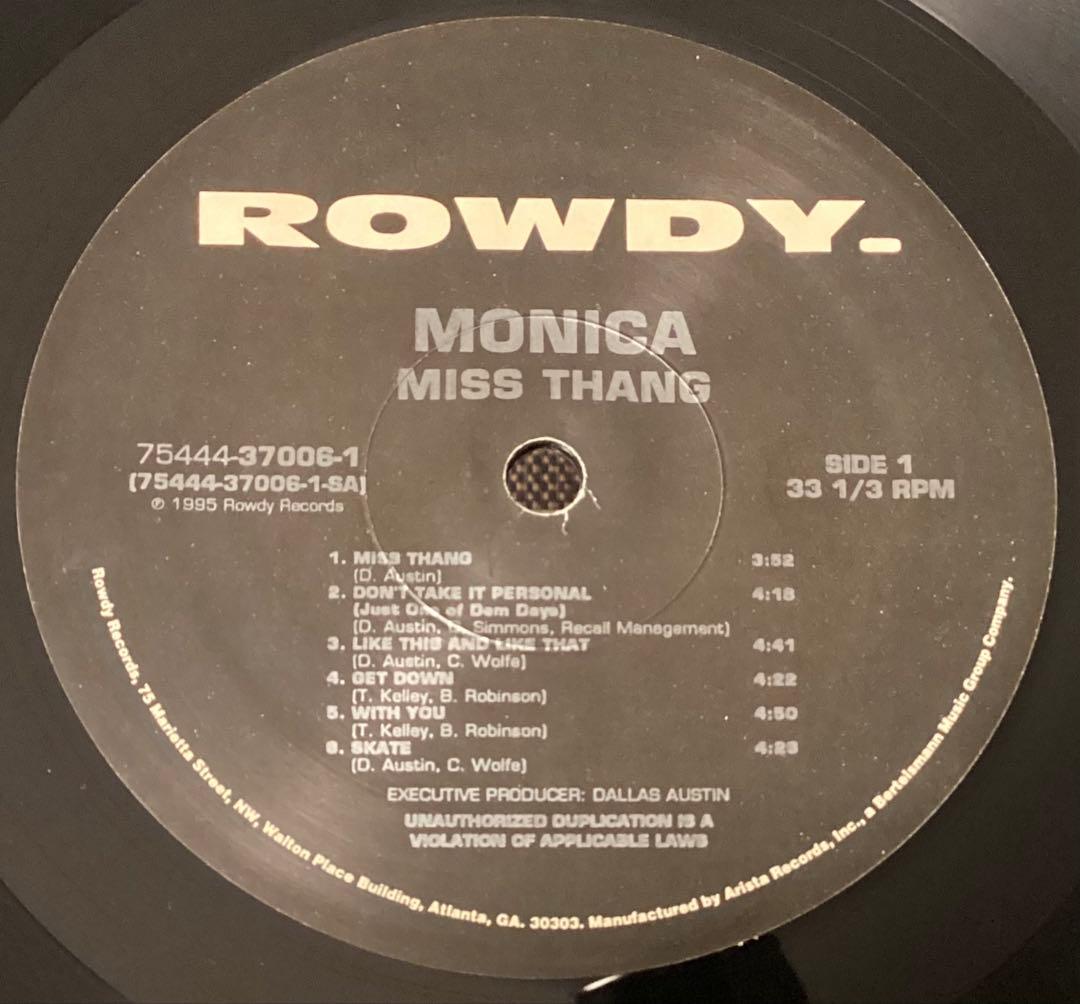 ROWDY.
MONICA
MISS THANG
75444-37006-1
(75444-37006-1-SA)
℗ 1995 Rowdy Records
SIDE 1
33 1/3 RPM
1. MISS THANG 3:52
(D. Austin)
2. DON'T TAKE IT PERSONAL 4:18
(Just One of Dem Days)
(D. Austin, Simmons, Recall Management)
3. LIKE THIS AND LIKE THAT 4:41
(D. Austin, C. Wolfe)
4. GET DOWN 4:22
(T. Kelley, B. Robinson)
5. WITH YOU 4:50
(T. Kelley, B. Robinson)
6. SKATE 4:23
(D. Austin, C. Wolfe)
EXECUTIVE PRODUCER: DALLAS AUSTIN
UNAUTHORIZED DUPLICATION IS A
VIOLATION OF APPLICABLE LAWS
Rowdy Records, 75 Marietta Street, NW, Walton Place Building, Atlanta, GA. 30303. Manufactured by Arista Records, Inc., a Bertelsmann Music Group Company.